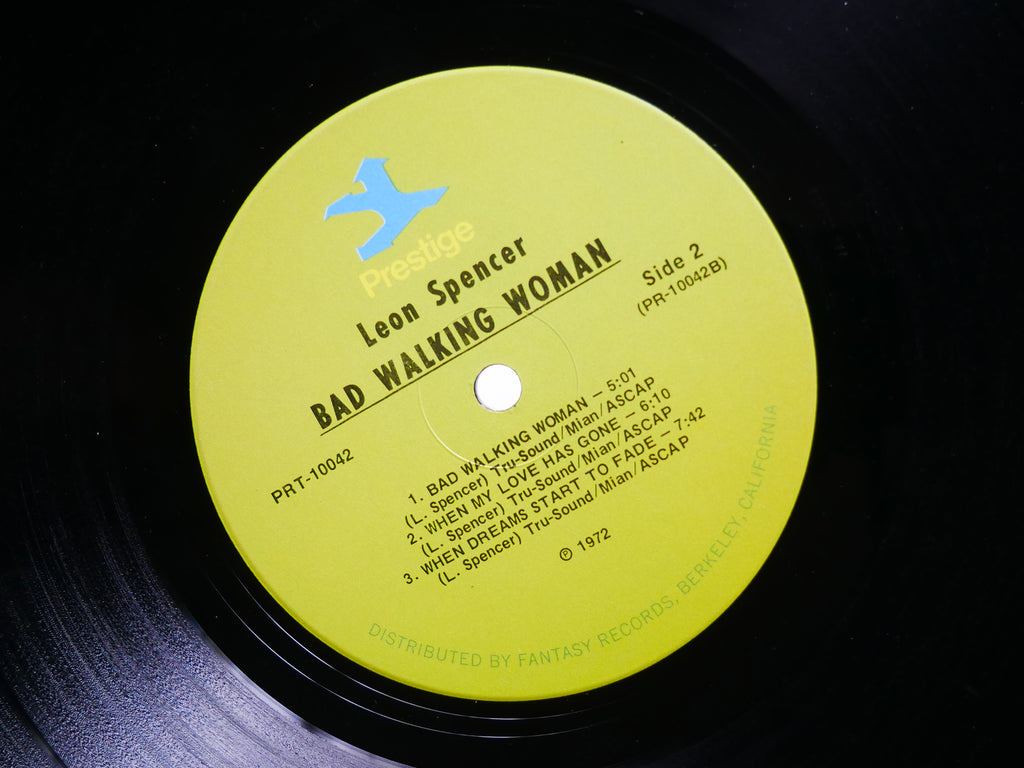 Prestige
Leon Spencer
BAD WALKING WOMAN
Side 2
(PR-10042B)
PRT-10042
1. BAD WALKING WOMAN – 5:01
(L. Spencer) Tru-Sound/Mian/ASCAP
2. WHEN MY LOVE HAS GONE – 6:10
(L. Spencer) Tru-Sound/Mian/ASCAP
3. WHEN DREAMS START TO FADE – 7:42
(L. Spencer) Tru-Sound/Mian/ASCAP
℗ 1972
DISTRIBUTED BY FANTASY RECORDS, BERKELEY, CALIFORNIA